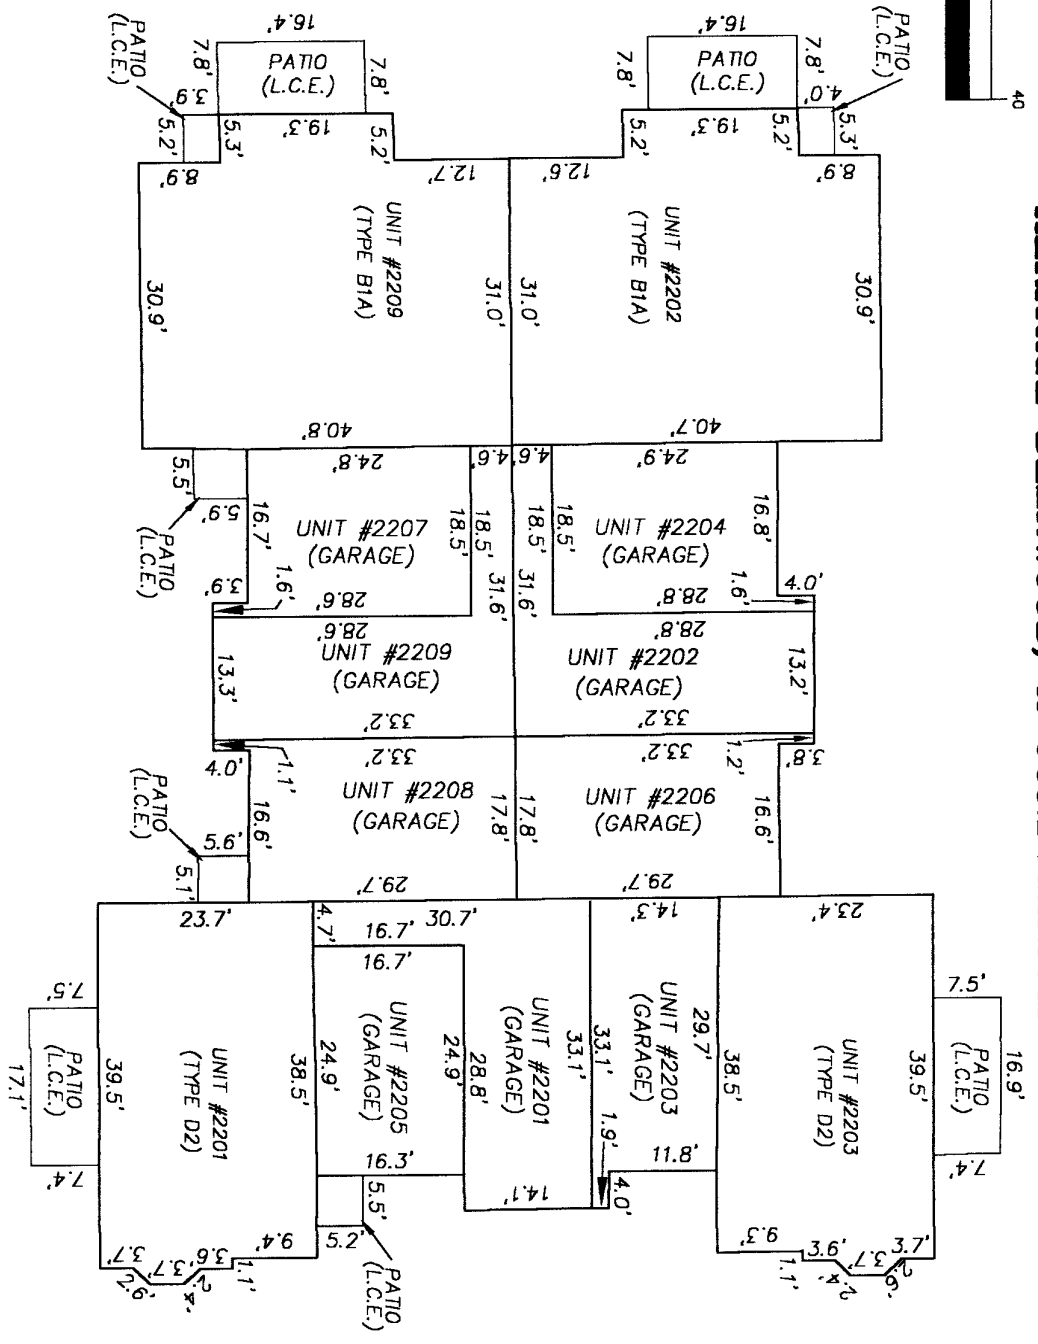 40
16.4'
16.4'
PATIO
(L.C.E.)
7.8'
PATIO
(L.C.E.)
7.8'
7.8'
PATIO
(L.C.E.)
7.8'
PATIO
(L.C.E.)
3.9'
4.0'
5.2'
5.3'
19.3'
5.2'
5.2'
19.3'
5.2'
5.3'
8.9'
12.7'
12.6'
8.9'
UNIT #2209
(TYPE B1A)
UNIT #2202
(TYPE B1A)
30.9'
31.0'
31.0'
30.9'
40.8'
40.7'
24.8'
4.6'
4.6'
24.9'
5.5'
5.9'
PATIO
(L.C.E.)
16.7'
UNIT #2207
(GARAGE)
18.5'
18.5'
18.5'
18.5'
UNIT #2204
(GARAGE)
16.8'
3.9'
1.6'
28.6'
31.6'
31.6'
28.8'
1.6'
4.0'
28.6'
28.8'
13.3'
UNIT #2209
(GARAGE)
UNIT #2202
(GARAGE)
13.2'
33.2'
33.2'
4.0'
1.1'
33.2'
33.2'
1.2'
3.8'
PATIO
(L.C.E.)
5.6'
5.1'
16.6'
UNIT #2208
(GARAGE)
17.8'
17.8'
UNIT #2206
(GARAGE)
16.6'
29.7'
29.7'
23.7'
4.7'
30.7'
14.3'
23.4'
16.7'
16.7'
7.5'
PATIO
(L.C.E.)
17.1'
7.4'
39.5'
UNIT #2201
(TYPE D2)
38.5'
24.9'
UNIT #2205
(GARAGE)
24.9'
28.8'
UNIT #2201
(GARAGE)
33.1'
33.1'
UNIT #2203
(GARAGE)
29.7'
38.5'
UNIT #2203
(TYPE D2)
39.5'
7.5'
PATIO
(L.C.E.)
16.9'
7.4'
16.3'
1.9'
11.8'
14.1'
4.0'
5.5'
5.2'
PATIO
(L.C.E.)
3.7'
2.6'
3.7'
2.4'
3.6'
1.1'
9.4'
9.3'
1.1'
3.6'
2.4'
3.7'
2.6'
3.7'